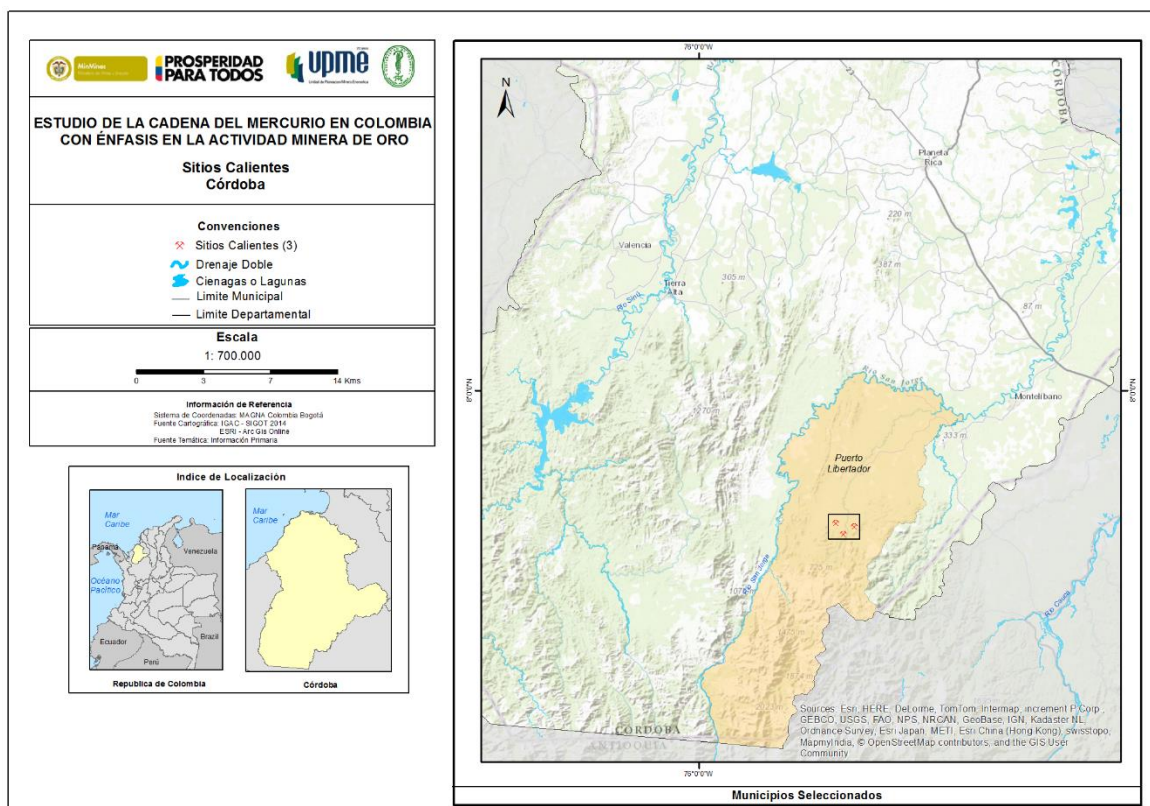 MinMinas
PROSPERIDAD
PARA TODOS
upme
Unidad de Planeación Minero Energética
ESTUDIO DE LA CADENA DEL MERCURIO EN COLOMBIA
CON ÉNFASIS EN LA ACTIVIDAD MINERA DE ORO
Sitios Calientes
Córdoba
Convenciones
Sitios Calientes (3)
Drenaje Doble
Cienagas o Lagunas
Limite Municipal
Limite Departamental
Escala
1: 700.000
0 3 7 14 Kms
Información de Referencia
Sistema de Coordenadas: MAGNA Colombia Bogotá
Fuente Cartográfica: IGAC - SIGOT 2014
ESRI - Arc Gis Online
Fuente Temática: Información Primaria
Indice de Localización
Mar
Caribe
Panamá
Venezuela
Océano
Pacífico
Ecuador
Brazil
Perú
Republica de Colombia
Mar
Caribe
Córdoba
76°0'0"W
N
CÓRDOBA
Planeta
Rica
220 m
Valencia
387 m
305 m
Tierra
Alta
87 m
Río Sinú
8°0'0"N
8°0'0"N
Río San Jorge
Montelíbano
1270 m
333 m
Puerto
Libertador
725 m
Río San Jorge
Río Cauca
CÓRDOBA
ANTIOQUIA
Sources: Esri, HERE, DeLorme, TomTom, Intermap, increment P Corp.,
GEBCO, USGS, FAO, NPS, NRCAN, GeoBase, IGN, Kadaster NL,
Ordnance Survey, Esri Japan, METI, Esri China (Hong Kong), swisstopo,
MapmyIndia, © OpenStreetMap contributors, and the GIS User
Community
76°0'0"W
Municipios Seleccionados